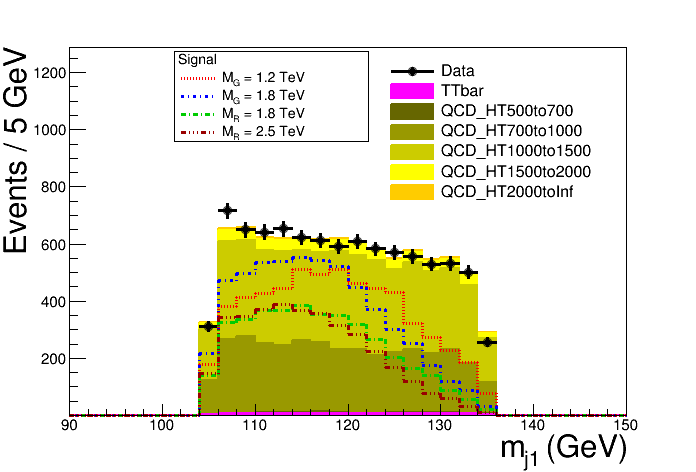 Events / 5 GeV
1200
1000
800
600
400
200
Signal
M_G = 1.2 TeV
M_G = 1.8 TeV
M_R = 1.8 TeV
M_R = 2.5 TeV
Data
TTbar
QCD_HT500to700
QCD_HT700to1000
QCD_HT1000to1500
QCD_HT1500to2000
QCD_HT2000toInf
90 100 110 120 130 140 150
m_j1 (GeV)